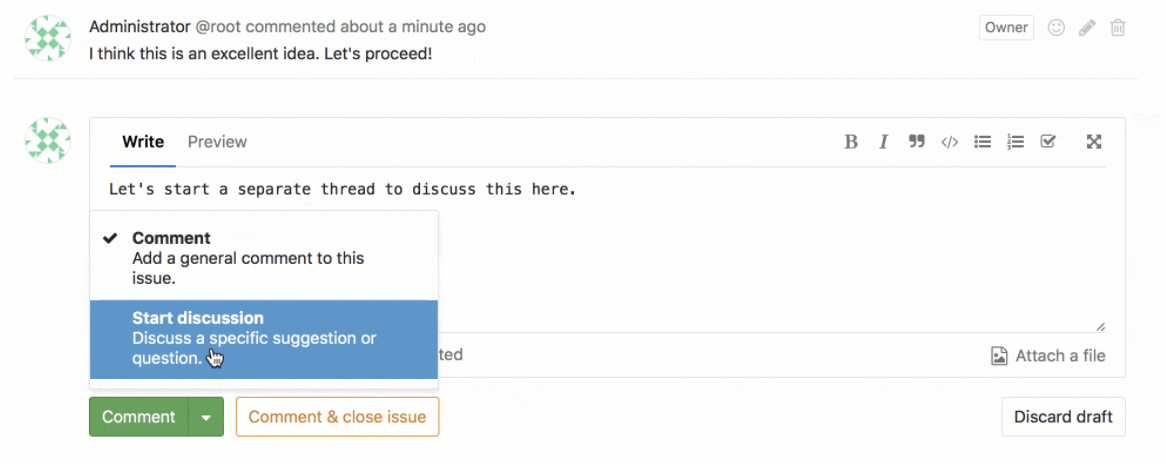 Administrator @root commented about a minute ago Owner
I think this is an excellent idea. Let's proceed!
Write Preview B I
Let's start a separate thread to discuss this here.
Comment
Add a general comment to this
issue.
Start discussion
Discuss a specific suggestion or
question.
Attach a file
Comment Comment & close issue Discard draft